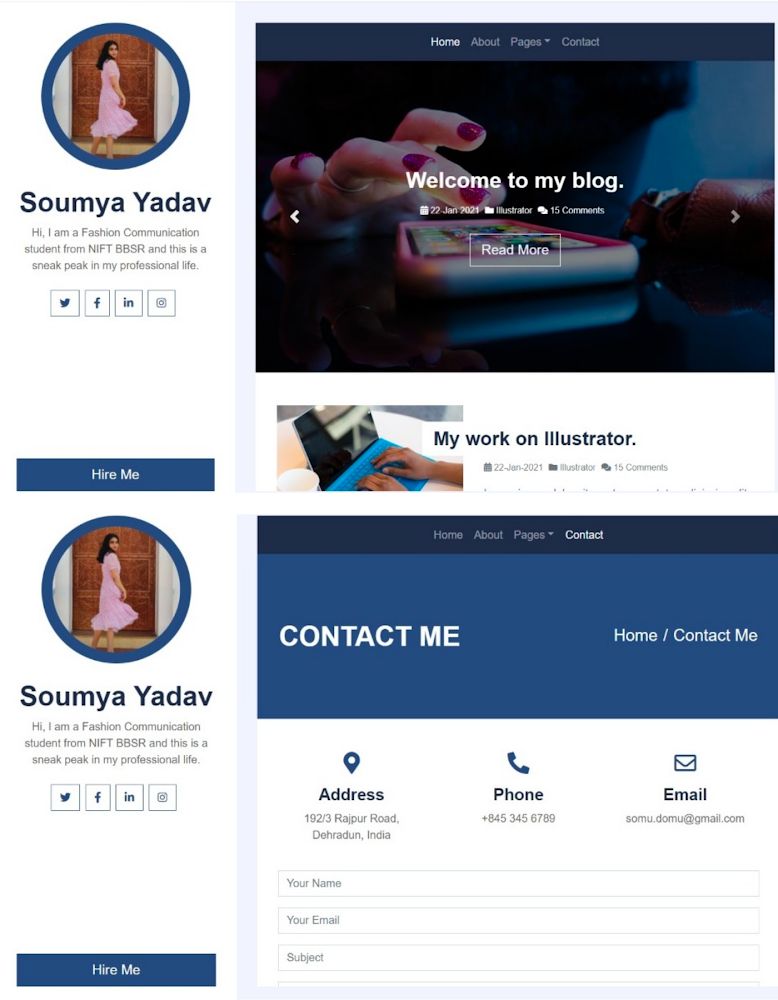 Soumya Yadav
Hi, I am a Fashion Communication
student from NIFT BBSR and this is a
sneak peak in my professional life.
Hire Me
Home About Pages Contact
Welcome to my blog.
22-Jan-2021 Illustrator 15 Comments
Read More
My work on Illustrator.
22-Jan-2021 Illustrator 15 Comments
Soumya Yadav
Hi, I am a Fashion Communication
student from NIFT BBSR and this is a
sneak peak in my professional life.
Hire Me
Home About Pages Contact
CONTACT ME
Home / Contact Me
Address
192/3 Rajpur Road,
Dehradun, India
Phone
+845 345 6789
Email
somu.domu@gmail.com
Your Name
Your Email
Subject